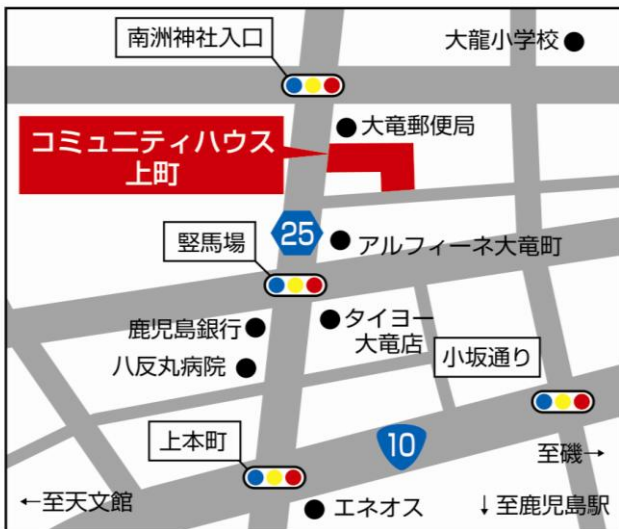 南洲神社入口
大龍小学校
大竜郵便局
コミュニティハウス
上町
25
竪馬場
アルフィーネ大竜町
鹿児島銀行
タイヨー
大竜店
八反丸病院
小坂通り
上本町
10
至磯→
←至天文館
エネオス
↓至鹿児島駅